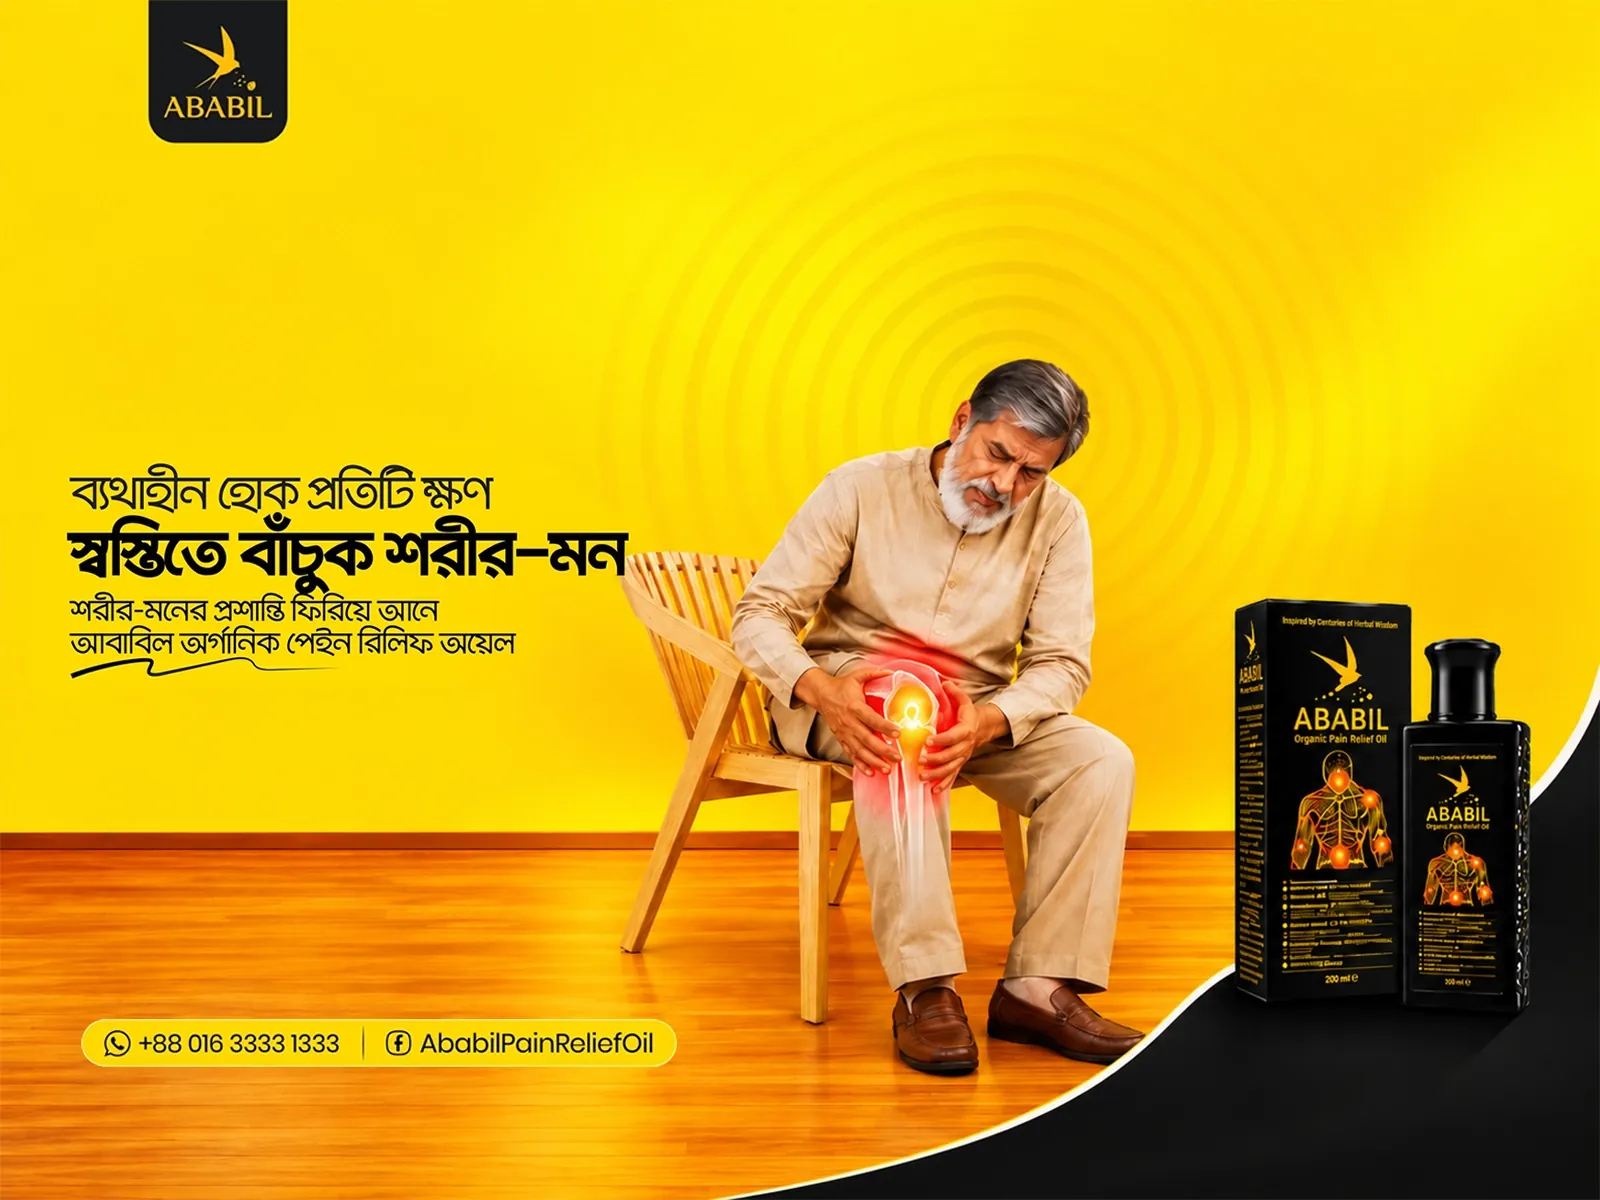 ABABIL
ব্যথাহীন হোক প্রতিটি ক্ষণ
স্বস্তিতে বাঁচুক শরীর-মন
শরীর-মনের প্রশান্তি ফিরিয়ে আনে
আবাবিল অর্গানিক পেইন রিলিফ অয়েল
+88 016 3333 1333
AbabilPainReliefOil
Inspired by Centuries of Herbal Wisdom
ABABIL
Organic Pain Relief Oil
200 ml e
ABABIL
Inspired by Centuries of Herbal Wisdom
ABABIL
Organic Pain Relief Oil
200 ml e